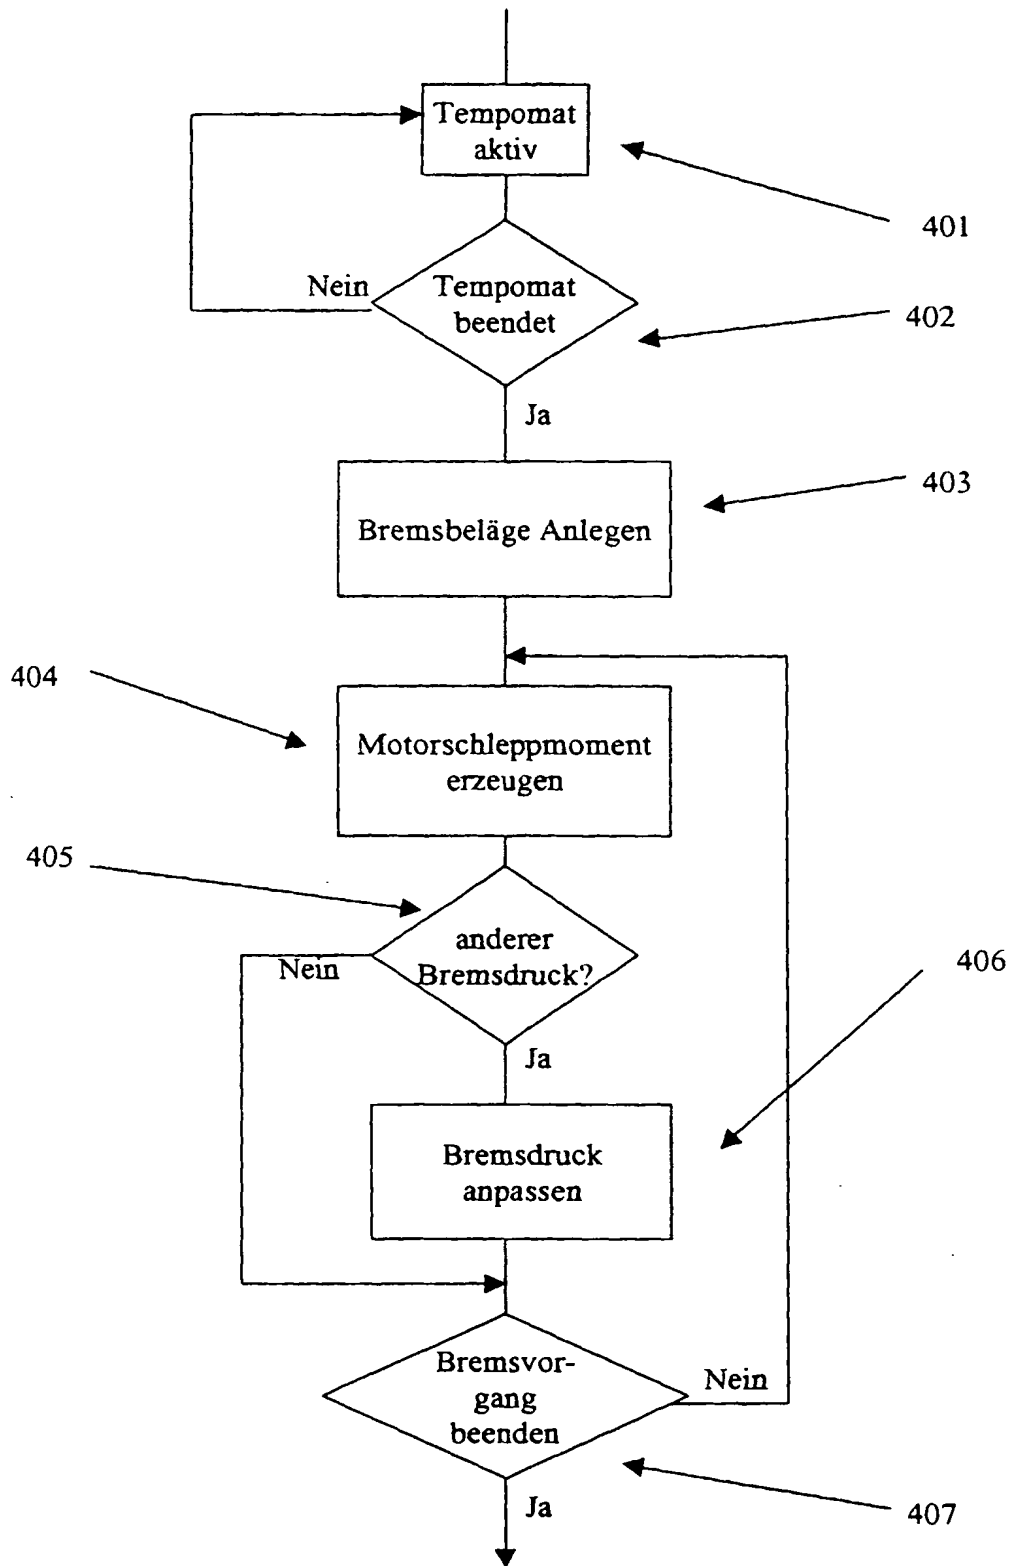 Tempomat
aktiv
401
Nein
Tempomat
beendet
402
Ja
403
Bremsbeläge Anlegen
404
Motorschleppmoment
erzeugen
405
anderer
Bremsdruck?
Nein
406
Ja
Bremsdruck
anpassen
Bremsvor-
gang
beenden
Nein
Ja
407